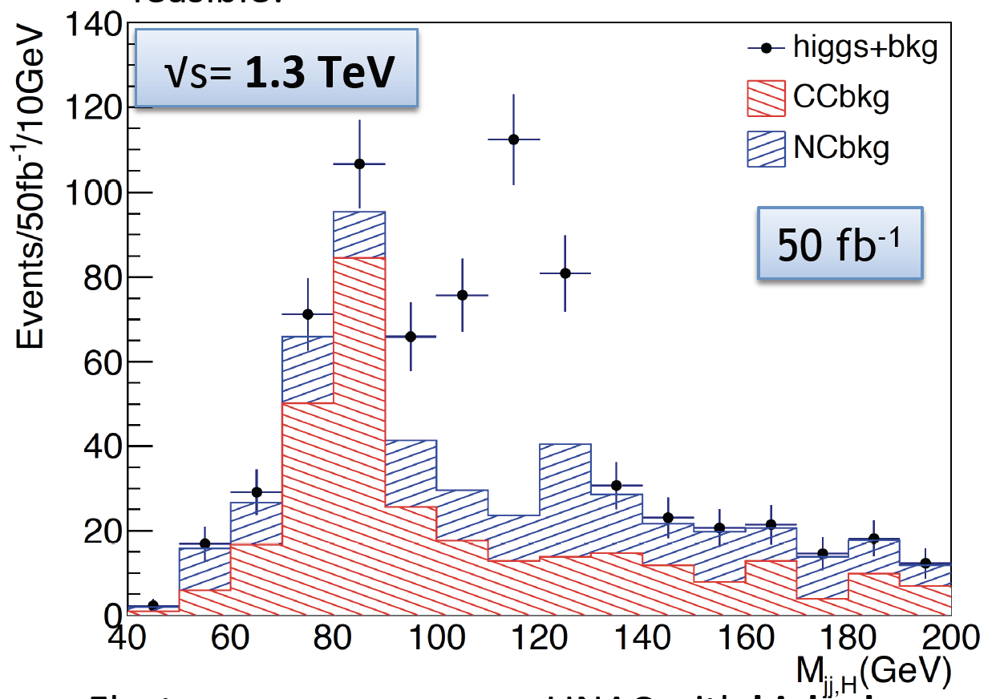 feasible.
140
120
100
80
60
40
20
0
Events/50fb⁻¹/10GeV
√s= 1.3 TeV
higgs+bkg
CCbkg
NCbkg
50 fb⁻¹
40 60 80 100 120 140 160 180 200
M_jj,H(GeV)